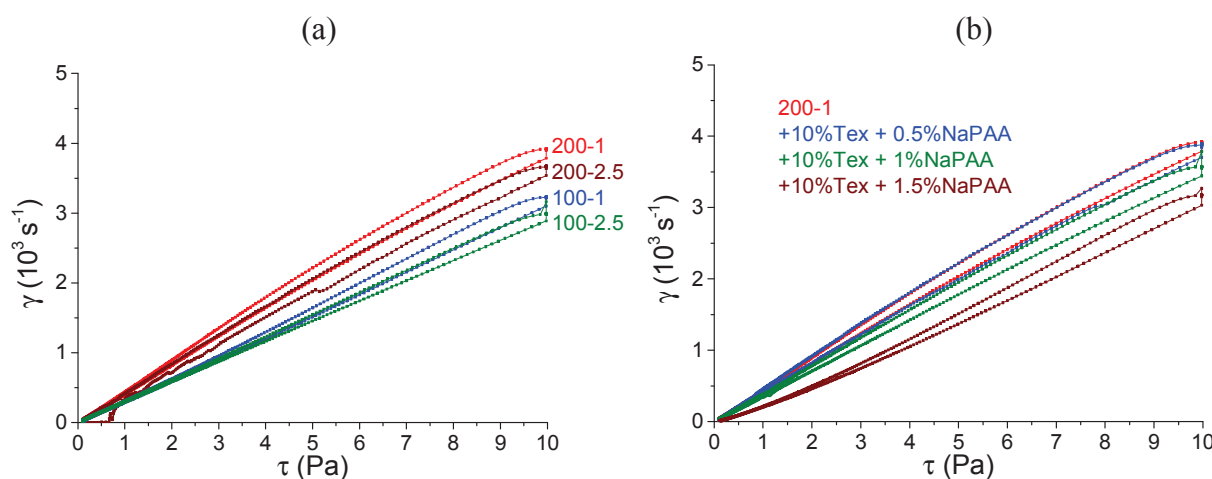 (a)
5
4
3
2
1
0
γ (10³ s⁻¹)
200-1
200-2.5
100-1
100-2.5
0 1 2 3 4 5 6 7 8 9 10
τ (Pa)
(b)
5
4
3
2
1
0
γ (10³ s⁻¹)
200-1
+10%Tex + 0.5%NaPAA
+10%Tex + 1%NaPAA
+10%Tex + 1.5%NaPAA
0 1 2 3 4 5 6 7 8 9 10
τ (Pa)